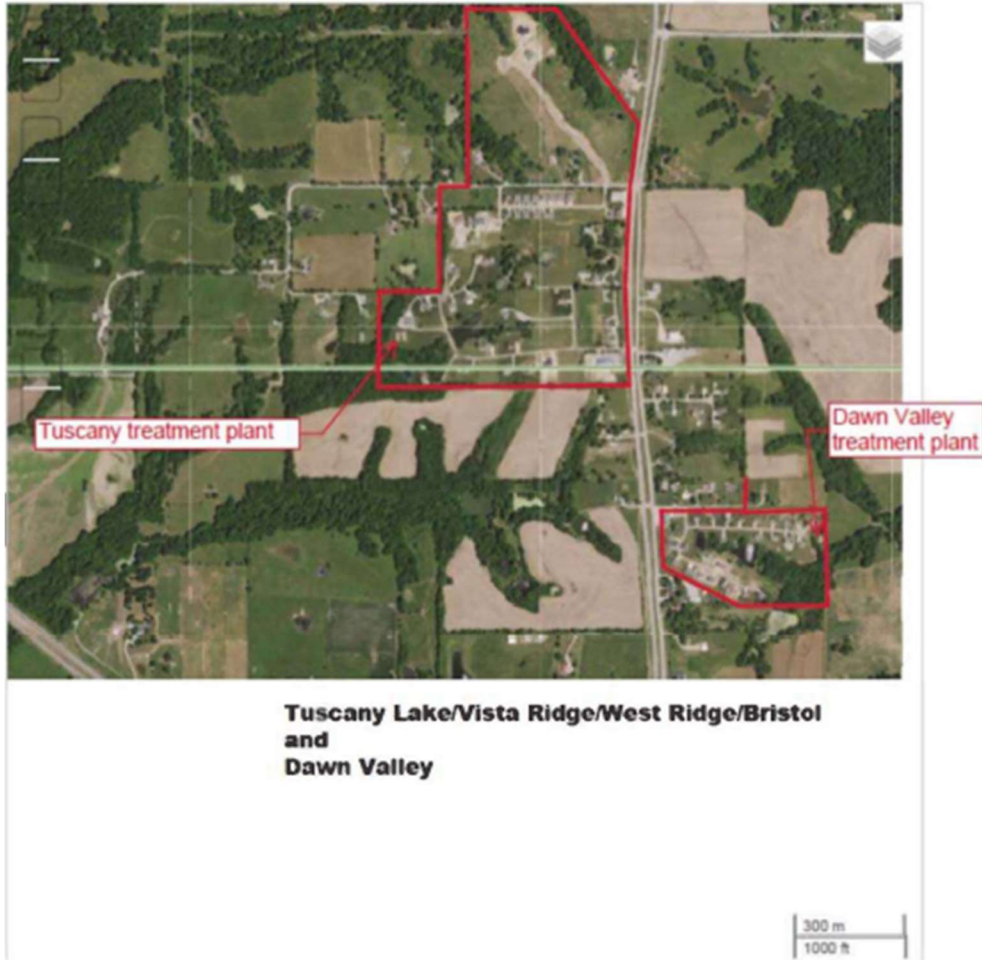 Tuscany treatment plant
Dawn Valley
treatment plant
Tuscany Lake/Vista Ridge/West Ridge/Bristol
and
Dawn Valley
300 m
1000 ft